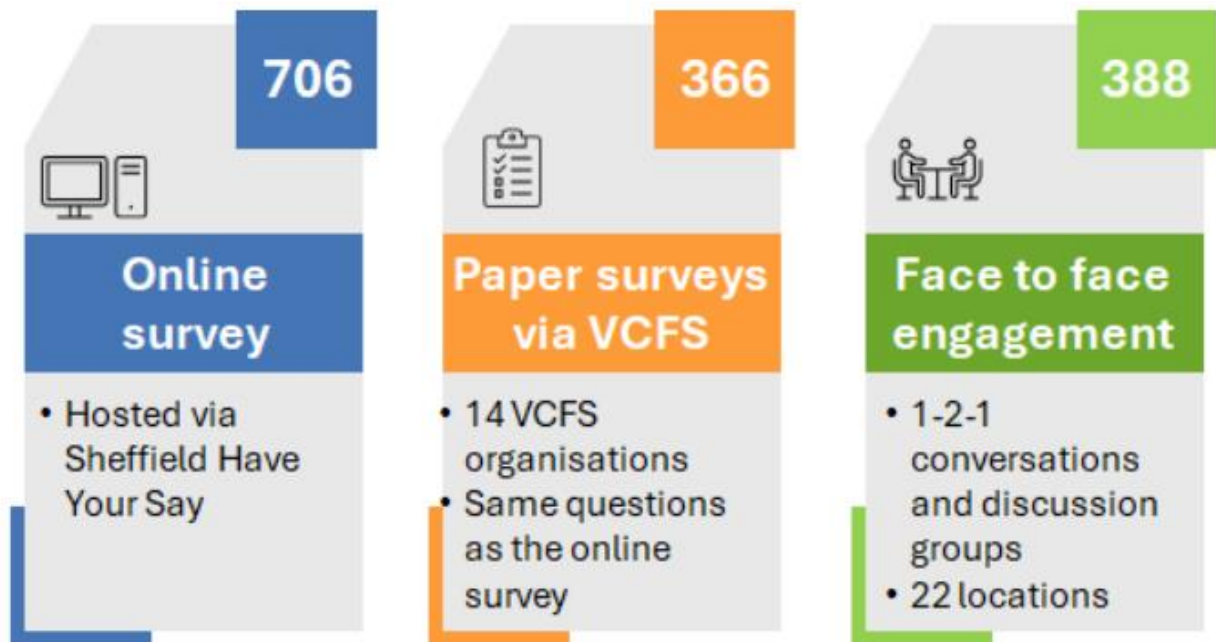 706
Online
survey
• Hosted via
Sheffield Have
Your Say
366
Paper surveys
via VCFS
• 14 VCFS
organisations
• Same questions
as the online
survey
388
Face to face
engagement
• 1-2-1
conversations
and discussion
groups
• 22 locations